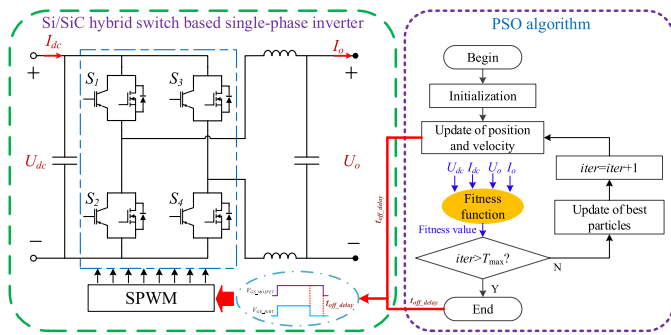 Si/SiC hybrid switch based single-phase inverter
PSO algorithm
I_dc
I_o
+
+
S_1
S_3
U_dc
U_o
S_2
S_4
−
−
SPWM
V_GS_MOSFET
V_GE_IGBT
t_off_delay
t_off_delay
t_off_delay
Begin
Initialization
Update of position
and velocity
U_dc I_dc U_o I_o
Fitness
function
Fitness value
iter=iter+1
Update of best
particles
iter>T_max?
N
Y
End